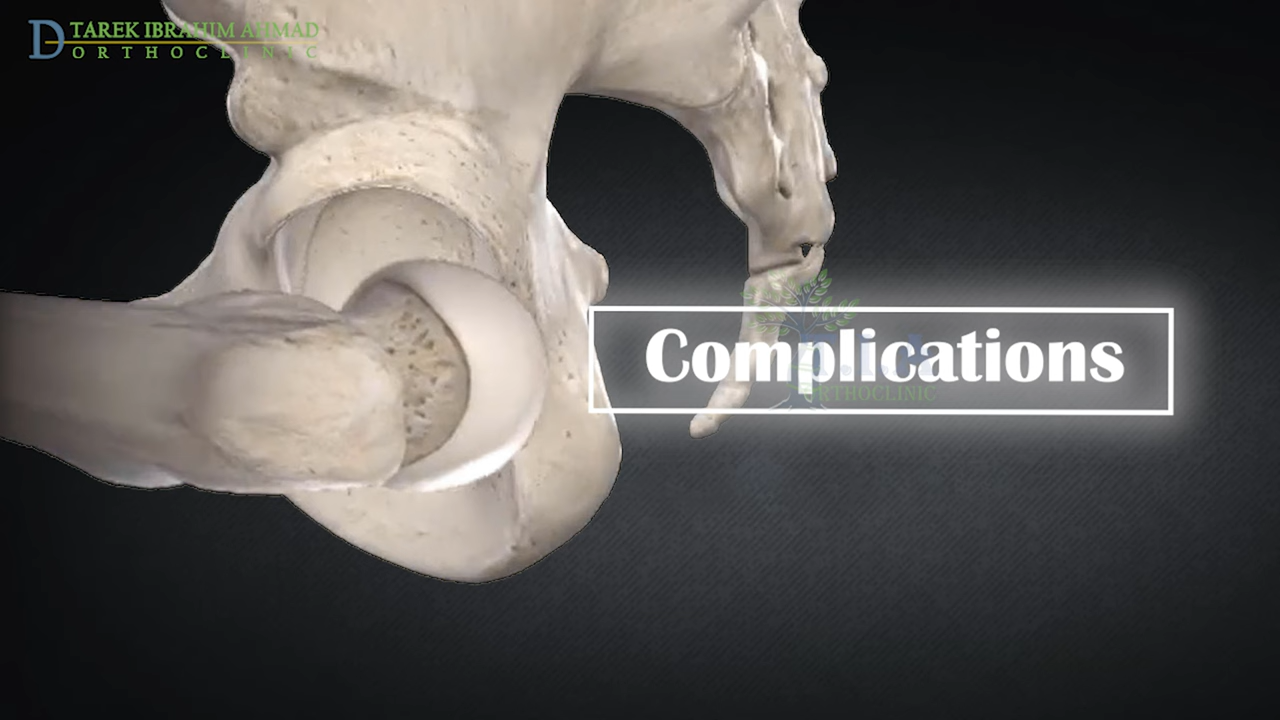 D TAREK IBRAHIM AHMAD
ORTHOCLINIC
Complications
ORTHOCLINIC